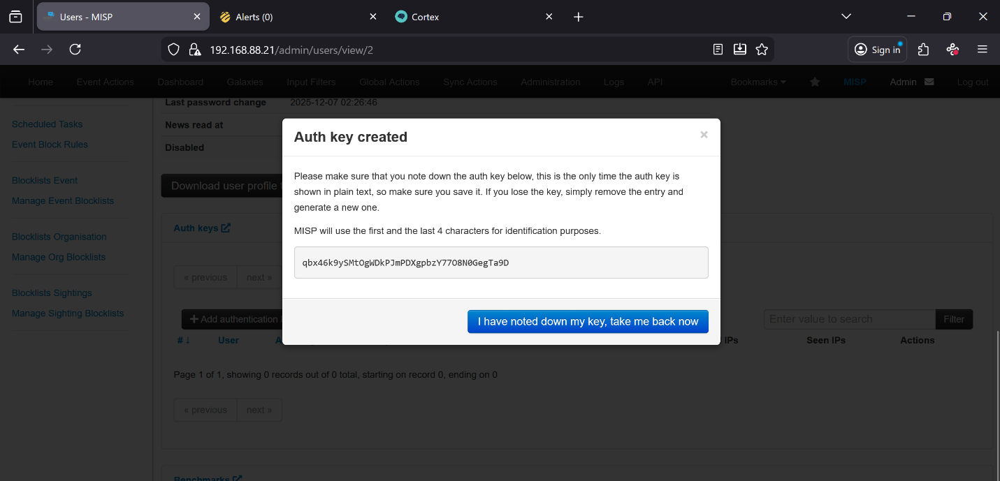 Users - MISP
Alerts (0)
Cortex
192.168.88.21/admin/users/view/2
Sign in
Home Event Actions Dashboard Galaxies Input Filters Global Actions Sync Actions Administration Logs API Bookmarks MISP Admin Log out
Last password change 2025-12-07 02:26:46
Scheduled Tasks
News read at
Event Block Rules
Disabled
Blocklists Event
Manage Event Blocklists
Blocklists Organisation
Manage Org Blocklists
Blocklists Sightings
Manage Sighting Blocklists
Download user profile
Auth keys
« previous next »
Add authentication
Enter value to search Filter
# ↓ User IPs Seen IPs Actions
Page 1 of 1, showing 0 records out of 0 total, starting on record 0, ending on 0
« previous next »
Benchmarks
Auth key created
×
Please make sure that you note down the auth key below, this is the only time the auth key is
shown in plain text, so make sure you save it. If you lose the key, simply remove the entry and
generate a new one.
MISP will use the first and the last 4 characters for identification purposes.
qbx46k9ySMtOgWDkPJmPDXgpbzY77O8N0GegTa9D
I have noted down my key, take me back now